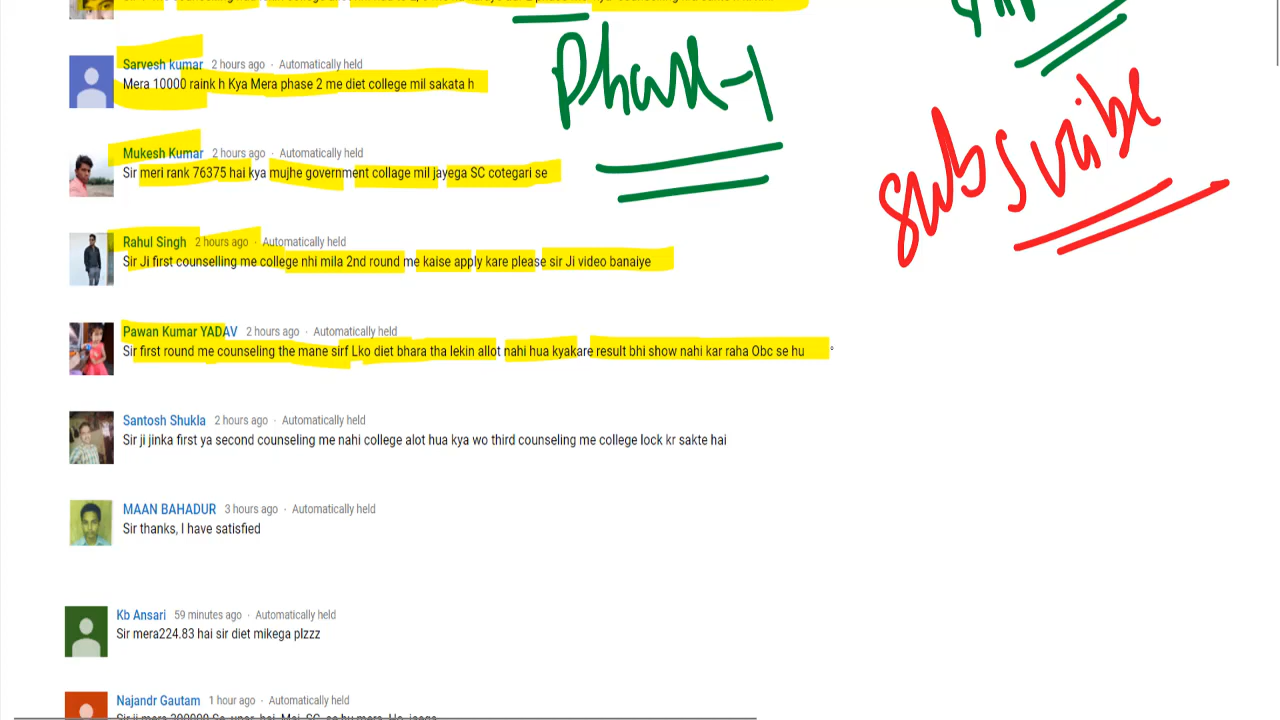 Sarvesh kumar 2 hours ago · Automatically held
Mera 10000 raink h Kya Mera phase 2 me diet college mil sakata h
Phase-1
Subscribe
Mukesh Kumar 2 hours ago · Automatically held
Sir meri rank 76375 hai kya mujhe government collage mil jayega SC cotegari se
Rahul Singh 2 hours ago · Automatically held
Sir Ji first counselling me college nhi mila 2nd round me kaise apply kare please sir Ji video banaiye
Pawan Kumar YADAV 2 hours ago · Automatically held
Sir first round me counseling the mane sirf Lko diet bhara tha lekin allot nahi hua kyakare result bhi show nahi kar raha Obc se hu
Santosh Shukla 2 hours ago · Automatically held
Sir ji jinka first ya second counseling me nahi college alot hua kya wo third counseling me college lock kr sakte hai
MAAN BAHADUR 3 hours ago · Automatically held
Sir thanks, I have satisfied
Kb Ansari 59 minutes ago · Automatically held
Sir mera224.83 hai sir diet mikega plzzz
Najandr Gautam 1 hour ago · Automatically held